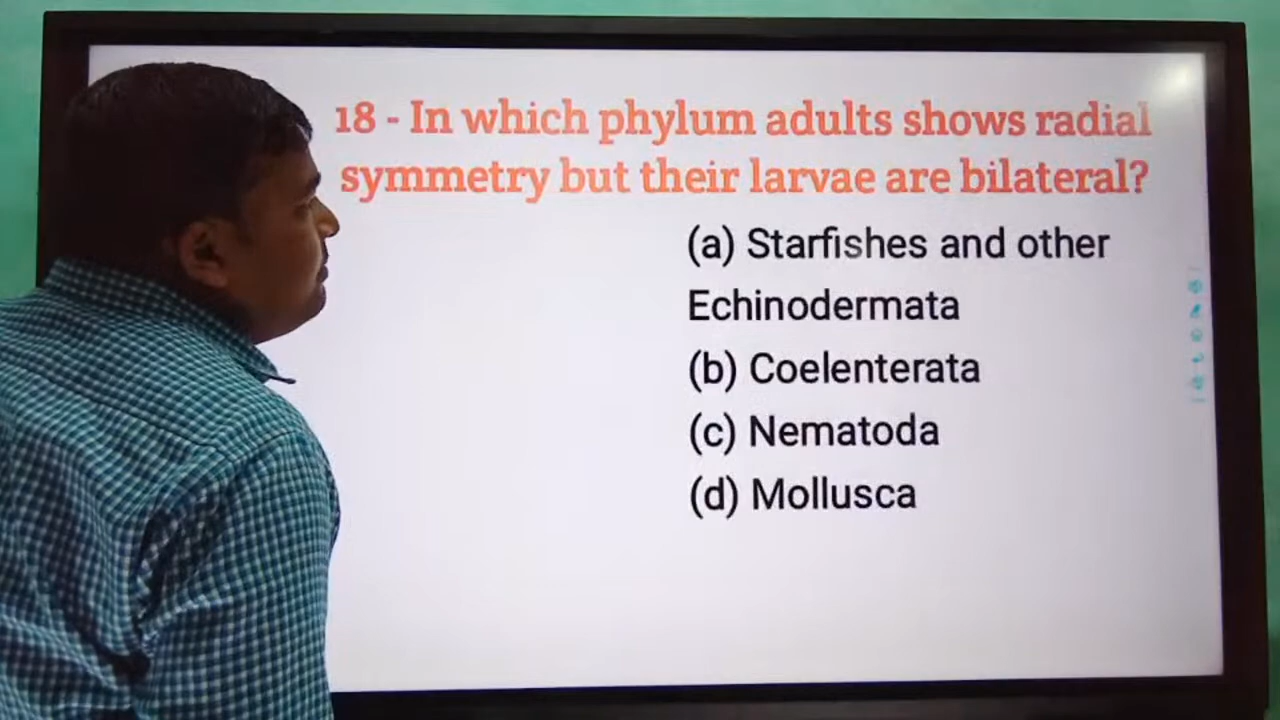 18 - In which phylum adults shows radial
symmetry but their larvae are bilateral?
(a) Starfishes and other
Echinodermata
(b) Coelenterata
(c) Nematoda
(d) Mollusca